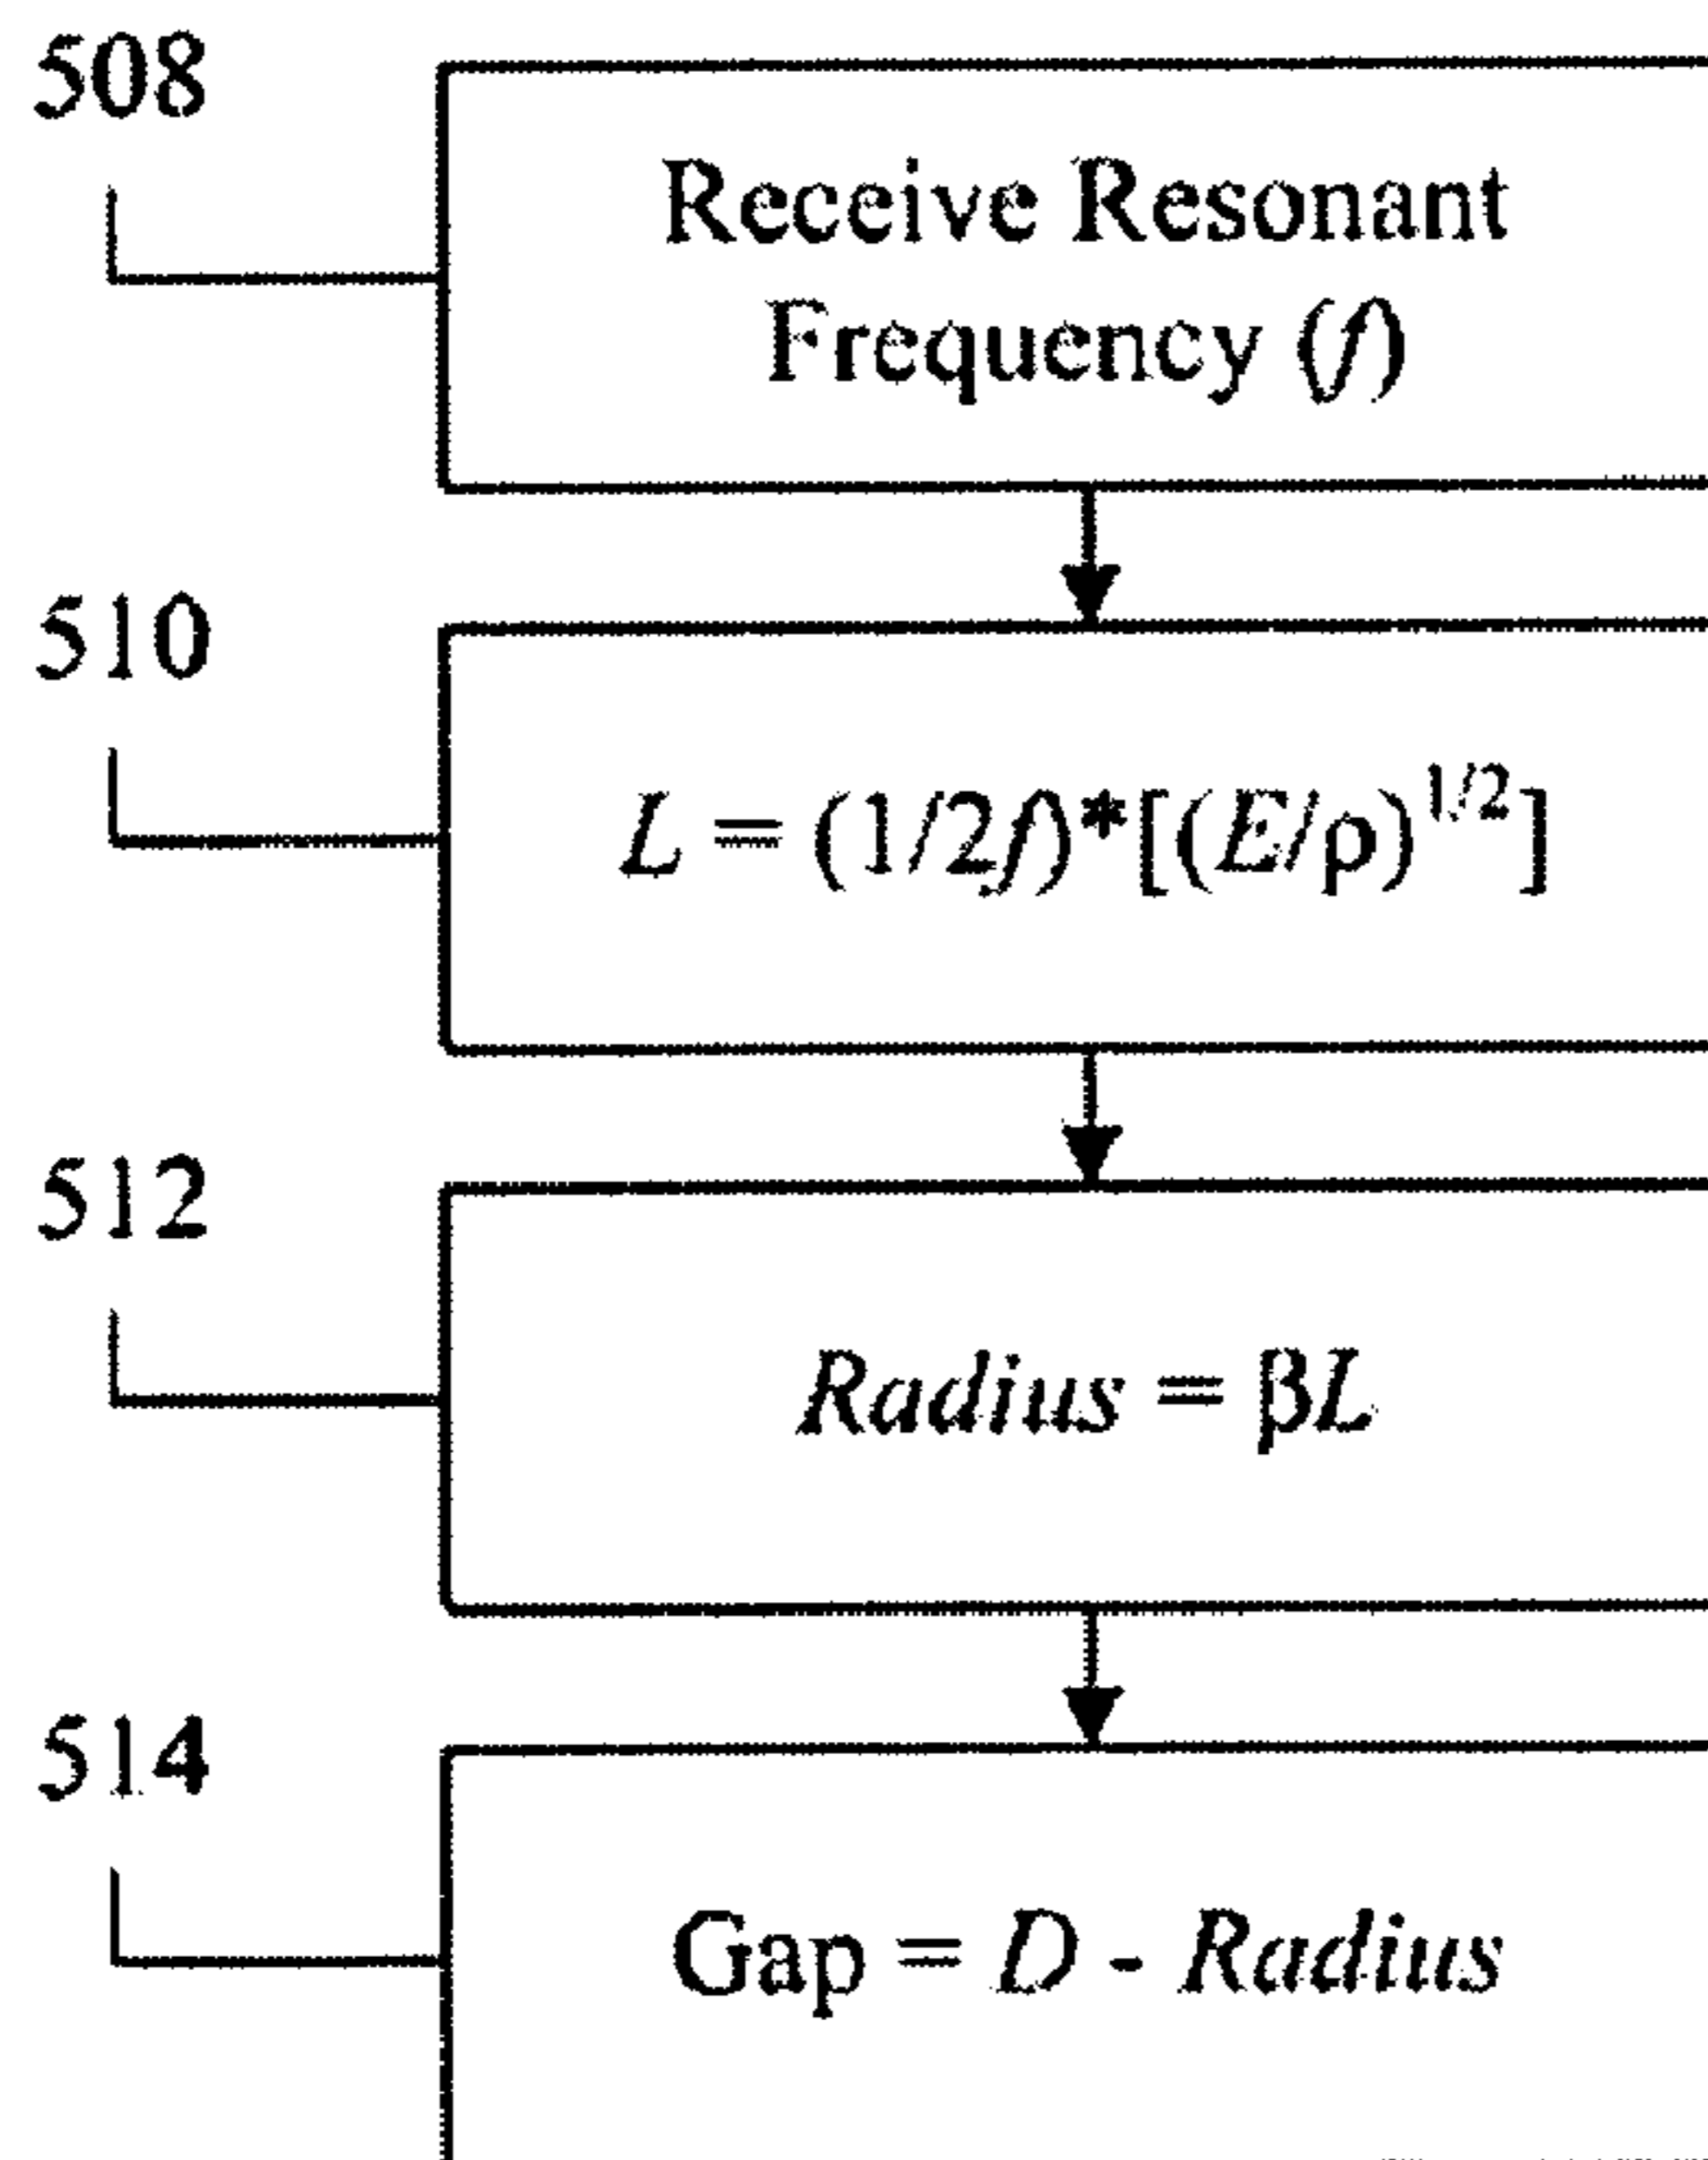 508
Receive Resonant
Frequency (f)
510
L = (1/2f)*[(E/ρ)^1/2]
512
Radius = βL
514
Gap = D - Radius